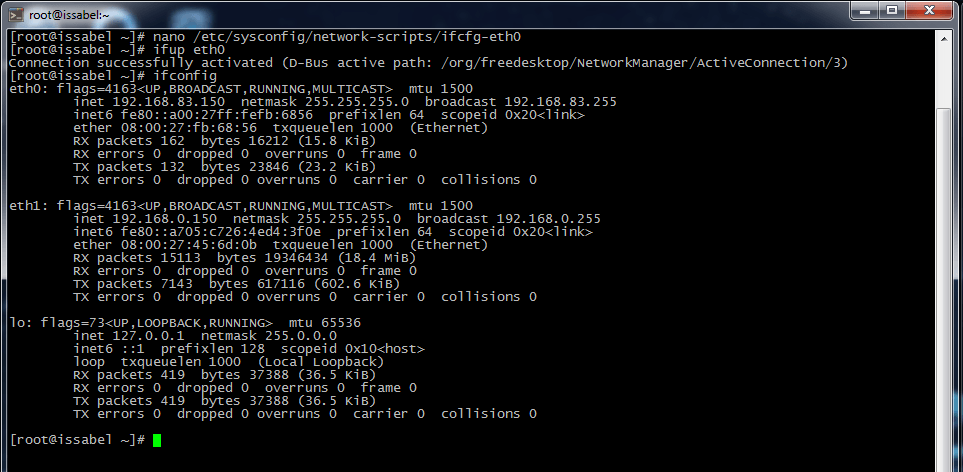 root@issabel:~
[root@issabel ~]# nano /etc/sysconfig/network-scripts/ifcfg-eth0
[root@issabel ~]# ifup eth0
Connection successfully activated (D-Bus active path: /org/freedesktop/NetworkManager/ActiveConnection/3)
[root@issabel ~]# ifconfig
eth0: flags=4163<UP,BROADCAST,RUNNING,MULTICAST>  mtu 1500
        inet 192.168.83.150  netmask 255.255.255.0  broadcast 192.168.83.255
        inet6 fe80::a00:27ff:fefb:6856  prefixlen 64  scopeid 0x20<link>
        ether 08:00:27:fb:68:56  txqueuelen 1000  (Ethernet)
        RX packets 162  bytes 16212 (15.8 KiB)
        RX errors 0  dropped 0  overruns 0  frame 0
        TX packets 132  bytes 23846 (23.2 KiB)
        TX errors 0  dropped 0 overruns 0  carrier 0  collisions 0
eth1: flags=4163<UP,BROADCAST,RUNNING,MULTICAST>  mtu 1500
        inet 192.168.0.150  netmask 255.255.255.0  broadcast 192.168.0.255
        inet6 fe80::a705:c726:4ed4:3f0e  prefixlen 64  scopeid 0x20<link>
        ether 08:00:27:45:6d:0b  txqueuelen 1000  (Ethernet)
        RX packets 15113  bytes 19346434 (18.4 MiB)
        RX errors 0  dropped 0  overruns 0  frame 0
        TX packets 7143  bytes 617116 (602.6 KiB)
        TX errors 0  dropped 0 overruns 0  carrier 0  collisions 0
lo: flags=73<UP,LOOPBACK,RUNNING>  mtu 65536
        inet 127.0.0.1  netmask 255.0.0.0
        inet6 ::1  prefixlen 128  scopeid 0x10<host>
        loop  txqueuelen 1000  (Local Loopback)
        RX packets 419  bytes 37388 (36.5 KiB)
        RX errors 0  dropped 0  overruns 0  frame 0
        TX packets 419  bytes 37388 (36.5 KiB)
        TX errors 0  dropped 0 overruns 0  carrier 0  collisions 0
[root@issabel ~]#